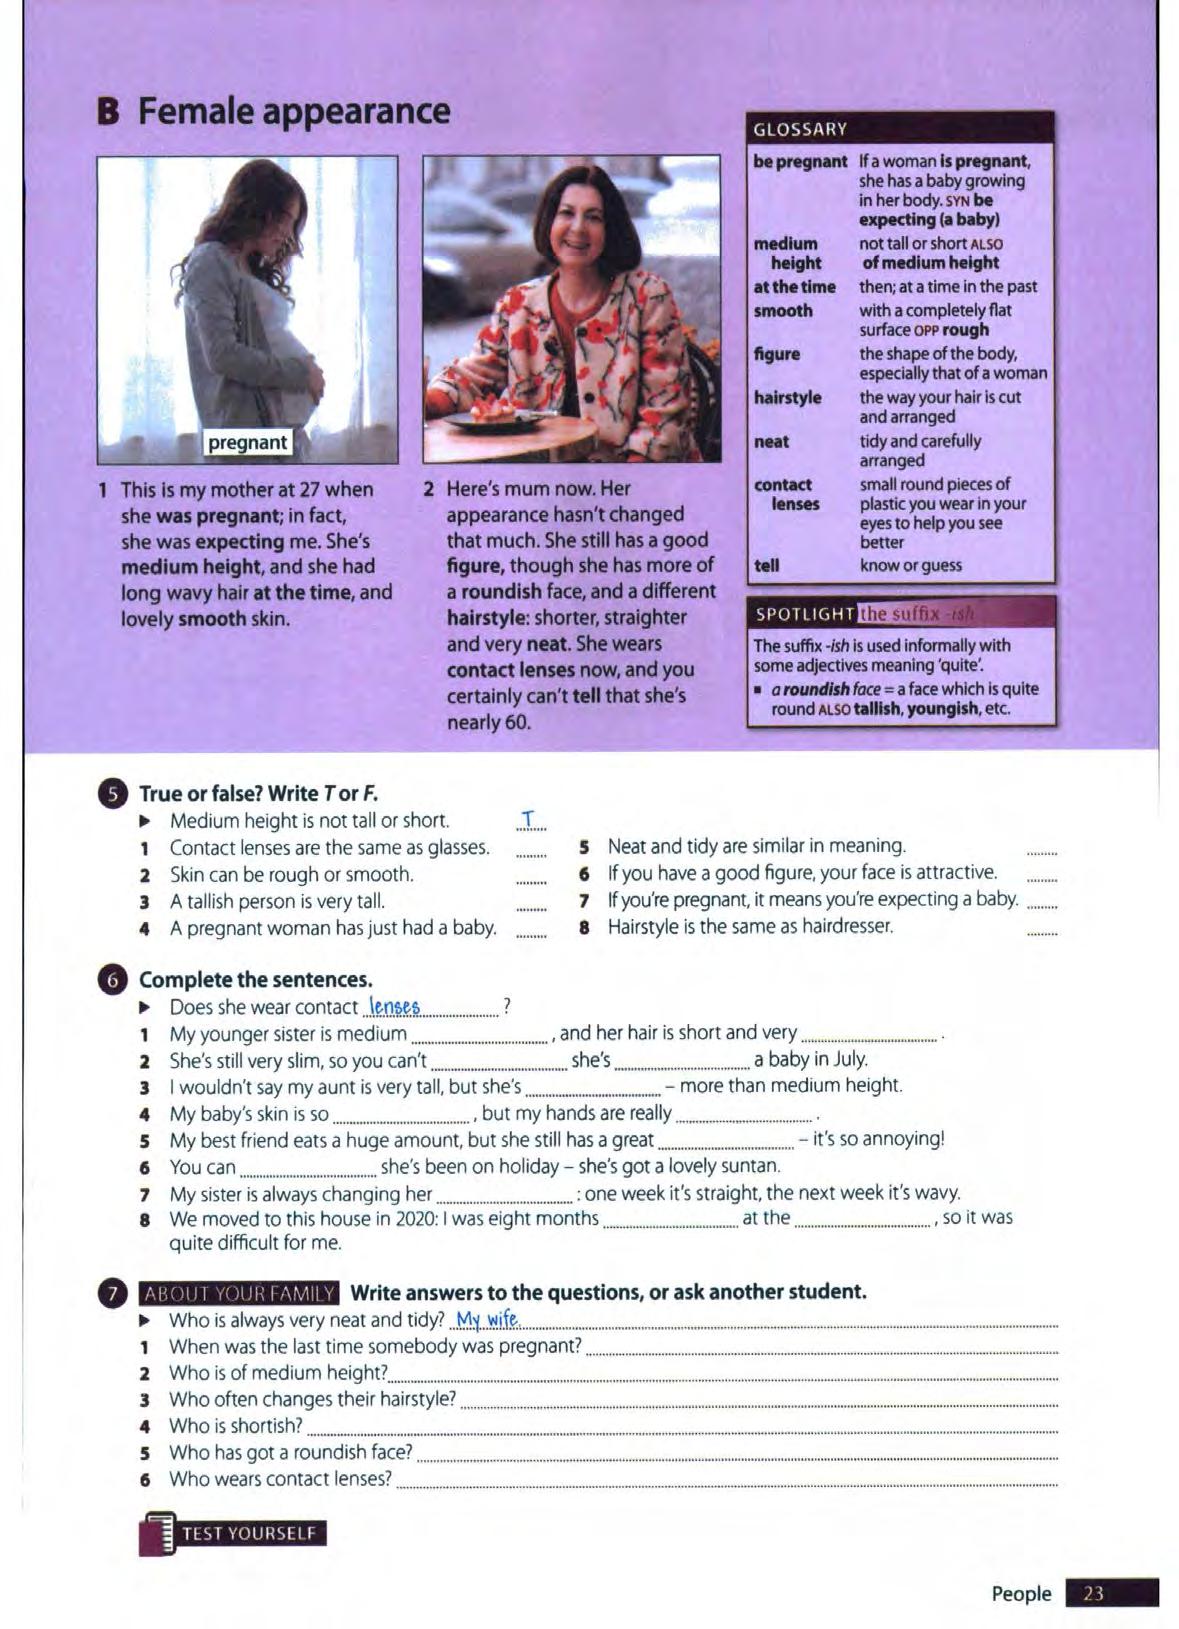 B Female appearance
pregnant
1 This is my mother at 27 when
she was pregnant; in fact,
she was expecting me. She's
medium height, and she had
long wavy hair at the time, and
lovely smooth skin.
2 Here's mum now. Her
appearance hasn't changed
that much. She still has a good
figure, though she has more of
a roundish face, and a different
hairstyle: shorter, straighter
and very neat. She wears
contact lenses now, and you
certainly can't tell that she's
nearly 60.
GLOSSARY
be pregnant If a woman is pregnant,
she has a baby growing
in her body. SYN be
expecting (a baby)
medium not tall or short ALSO
height of medium height
at the time then; at a time in the past
smooth with a completely flat
surface OPP rough
figure the shape of the body,
especially that of a woman
hairstyle the way your hair is cut
and arranged
neat tidy and carefully
arranged
contact small round pieces of
lenses plastic you wear in your
eyes to help you see
better
tell know or guess
SPOTLIGHT the suffix -ish
The suffix -ish is used informally with
some adjectives meaning 'quite'.
▪ a roundish face = a face which is quite
round ALSO tallish, youngish, etc.
5 True or false? Write T or F.
▶ Medium height is not tall or short. T
1 Contact lenses are the same as glasses. ........
2 Skin can be rough or smooth. ........
3 A tallish person is very tall. ........
4 A pregnant woman has just had a baby. ........
5 Neat and tidy are similar in meaning. ........
6 If you have a good figure, your face is attractive. ........
7 If you're pregnant, it means you're expecting a baby. ........
8 Hairstyle is the same as hairdresser. ........
6 Complete the sentences.
▶ Does she wear contact lenses ?
1 My younger sister is medium ........, and her hair is short and very ........ .
2 She's still very slim, so you can't ........ she's ........ a baby in July.
3 I wouldn't say my aunt is very tall, but she's ........ – more than medium height.
4 My baby's skin is so ........, but my hands are really ........ .
5 My best friend eats a huge amount, but she still has a great ........ – it's so annoying!
6 You can ........ she's been on holiday – she's got a lovely suntan.
7 My sister is always changing her ........ : one week it's straight, the next week it's wavy.
8 We moved to this house in 2020: I was eight months ........ at the ........, so it was
quite difficult for me.
7 ABOUT YOUR FAMILY Write answers to the questions, or ask another student.
▶ Who is always very neat and tidy? My wife.
1 When was the last time somebody was pregnant? ........
2 Who is of medium height? ........
3 Who often changes their hairstyle? ........
4 Who is shortish? ........
5 Who has got a roundish face? ........
6 Who wears contact lenses? ........
TEST YOURSELF
People 23